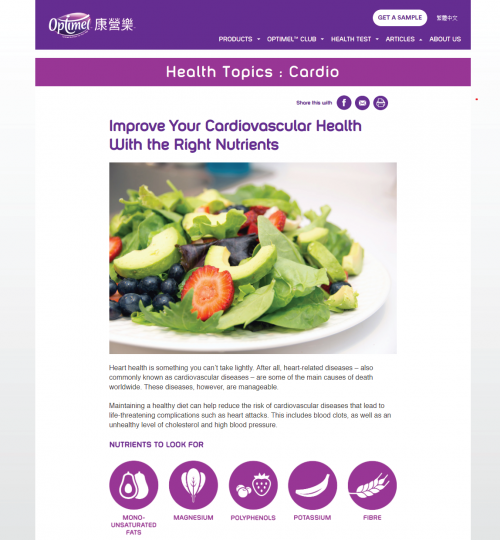 Optimel 康營樂
GET A SAMPLE
繁體中文
PRODUCTS OPTIMEL™ CLUB HEALTH TEST ARTICLES ABOUT US
Health Topics : Cardio
Share this with
Improve Your Cardiovascular Health
With the Right Nutrients
Heart health is something you can't take lightly. After all, heart-related diseases – also
commonly known as cardiovascular diseases – are some of the main causes of death
worldwide. These diseases, however, are manageable.
Maintaining a healthy diet can help reduce the risk of cardiovascular diseases that lead to
life-threatening complications such as heart attacks. This includes blood clots, as well as an
unhealthy level of cholesterol and high blood pressure.
NUTRIENTS TO LOOK FOR
MONO-
UNSATURATED
FATS
MAGNESIUM
POLYPHENOLS
POTASSIUM
FIBRE